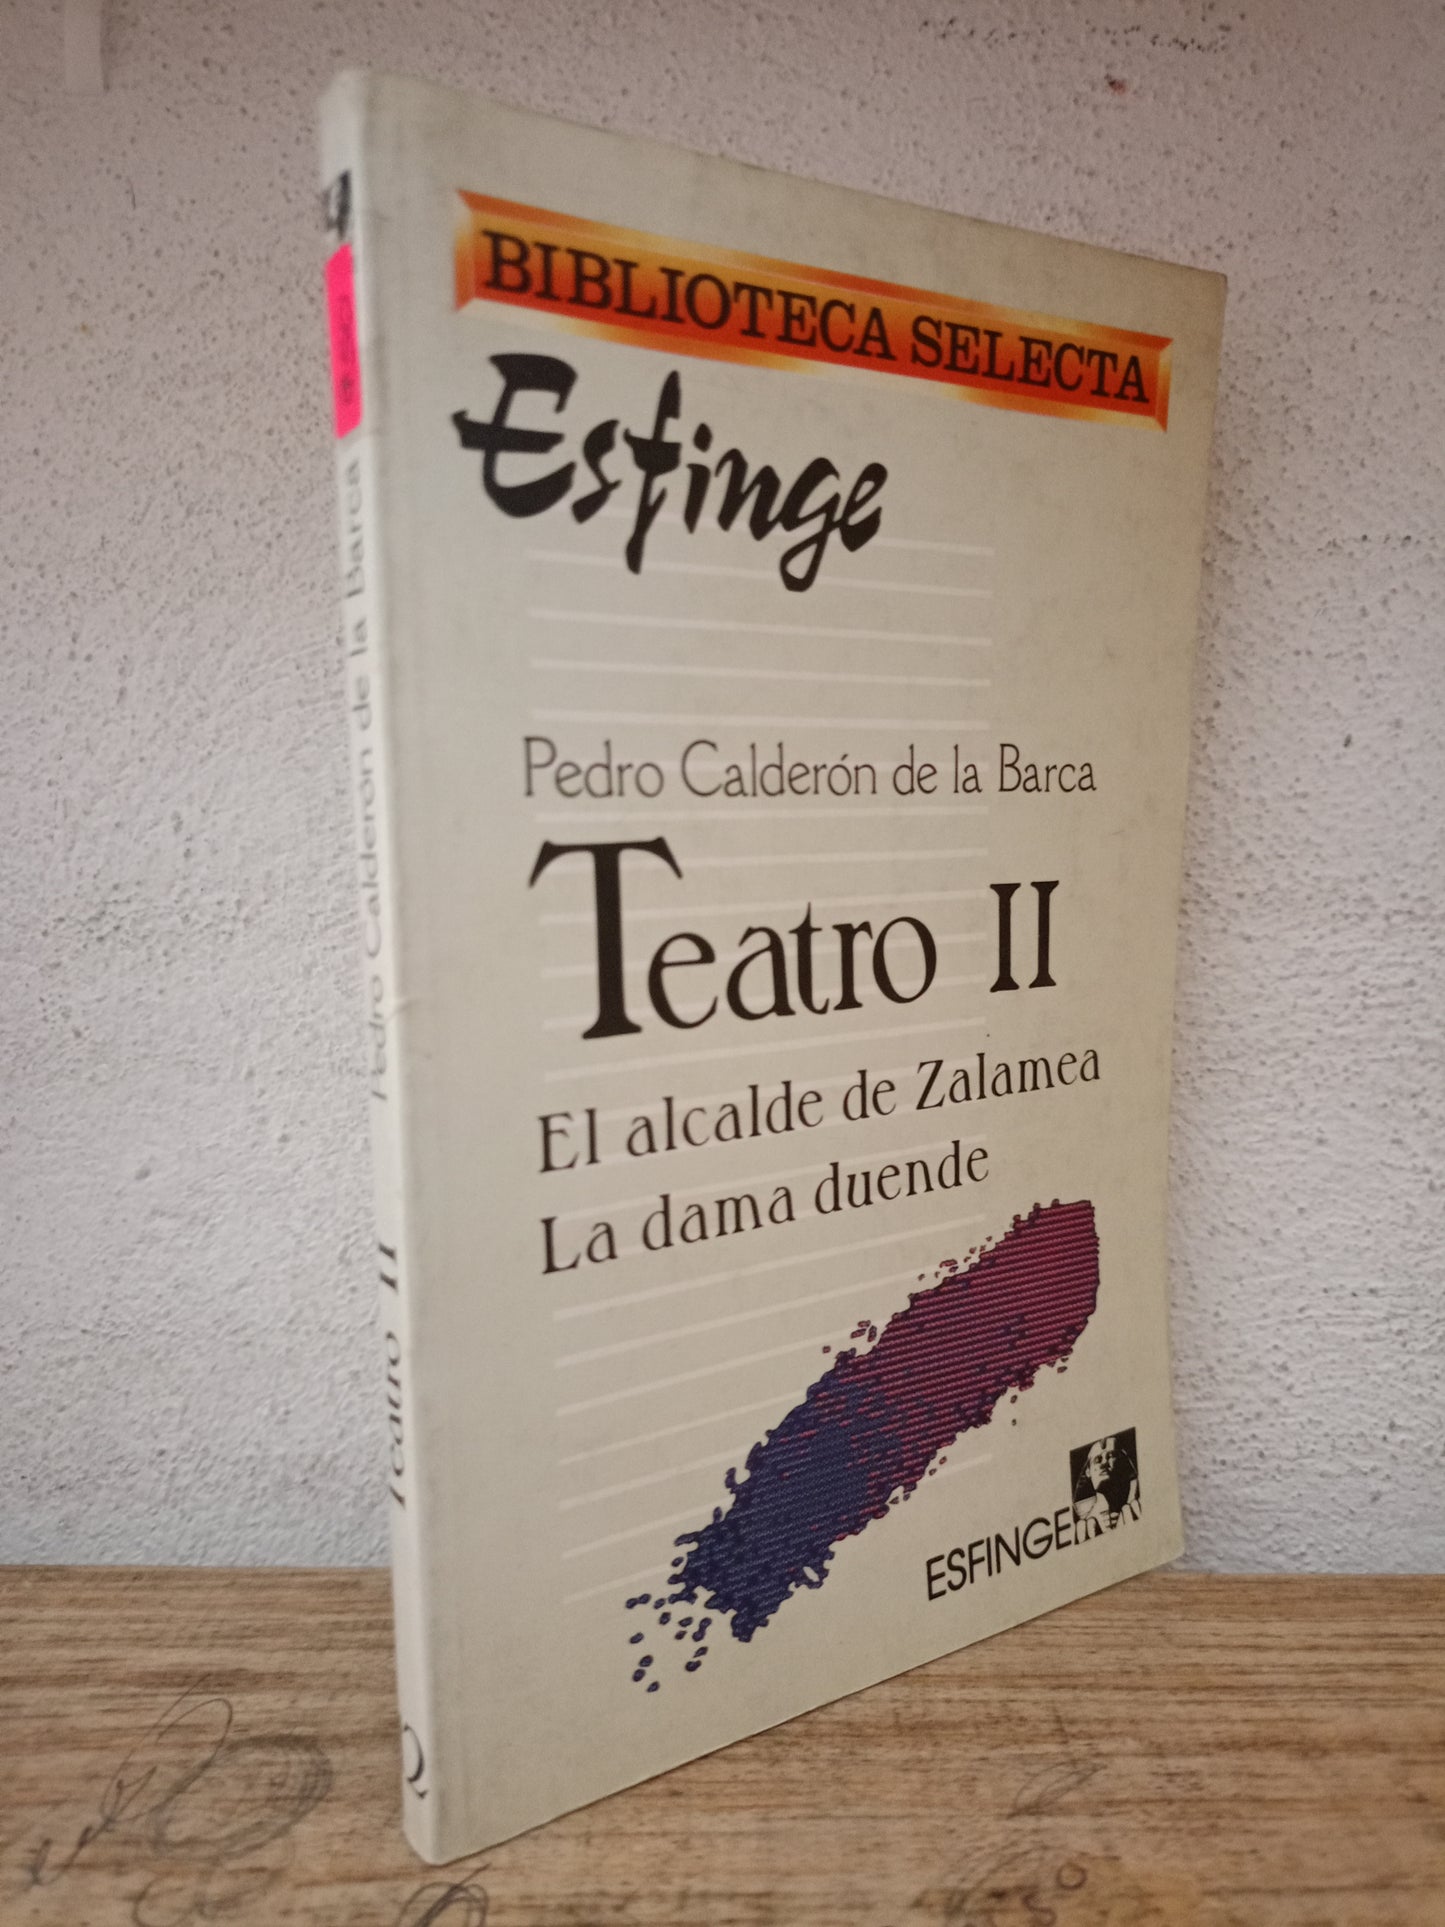 BIBLIOTECA SELECTA
Esfinge
Pedro Calderón de la Barca
Teatro II
El alcalde de Zalamea
La dama duende
ESFINGE
Pedro Calderón de la Barca
Teatro II